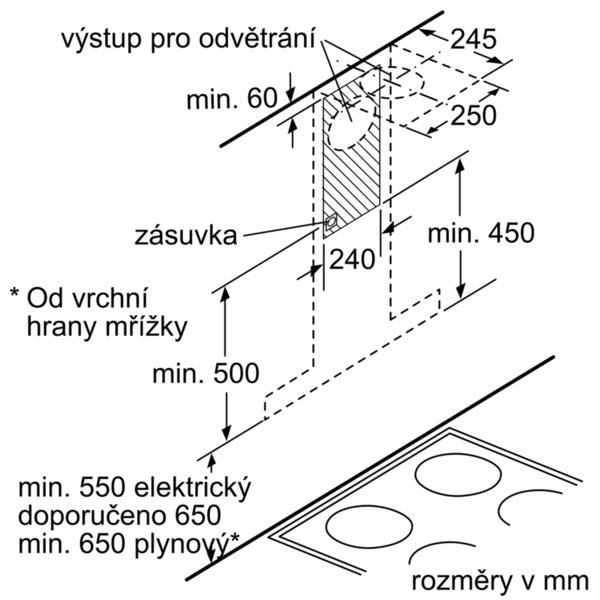 výstup pro odvětrání
245
min. 60
250
zásuvka
min. 450
240
* Od vrchní
hrany mřížky
min. 500
min. 550 elektrický
doporučeno 650
min. 650 plynový*
rozměry v mm